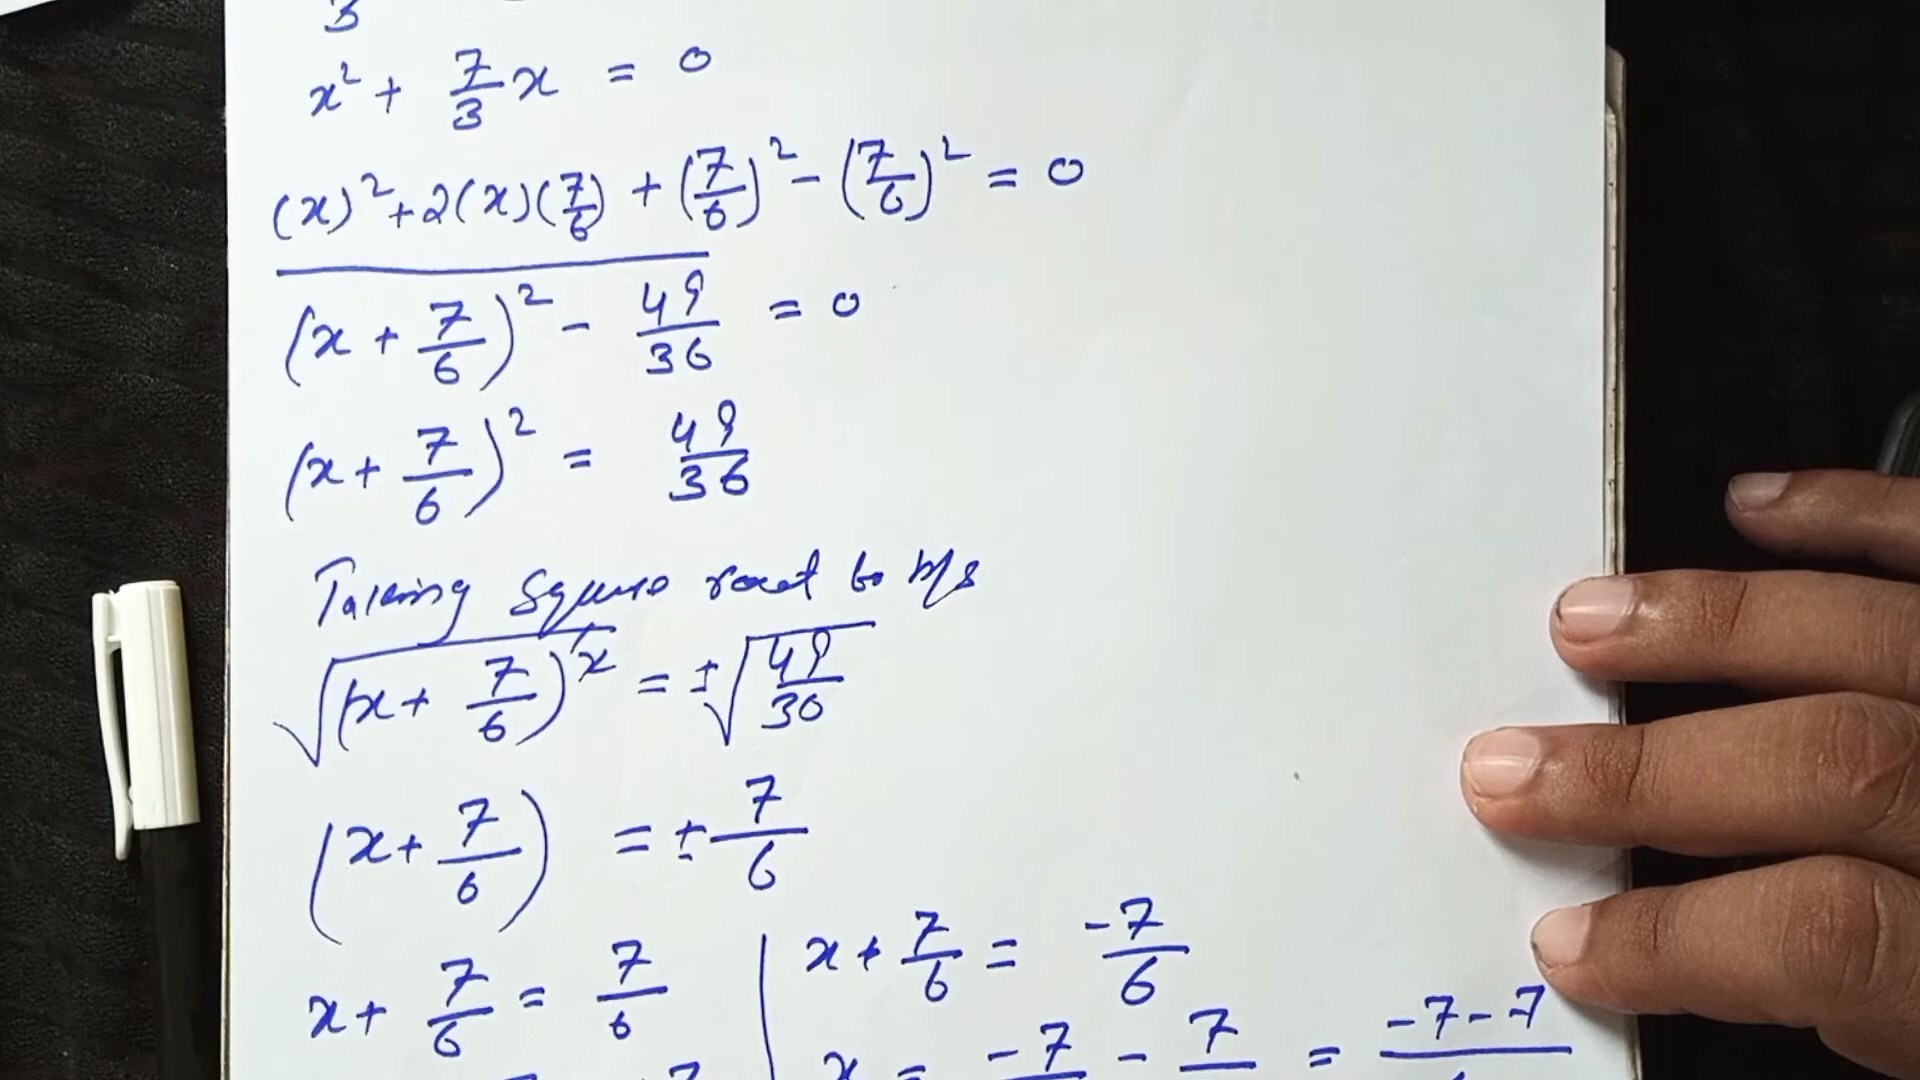 3
x² + 7/3 x = 0
(x)² + 2(x)(7/6) + (7/6)² - (7/6)² = 0
(x + 7/6)² - 49/36 = 0
(x + 7/6)² = 49/36
Taking Square root to b/s
√(x + 7/6)² = ±√49/36
(x + 7/6) = ± 7/6
x + 7/6 = 7/6
x + 7/6 = -7/6
x = -7 - 7 = -7-7